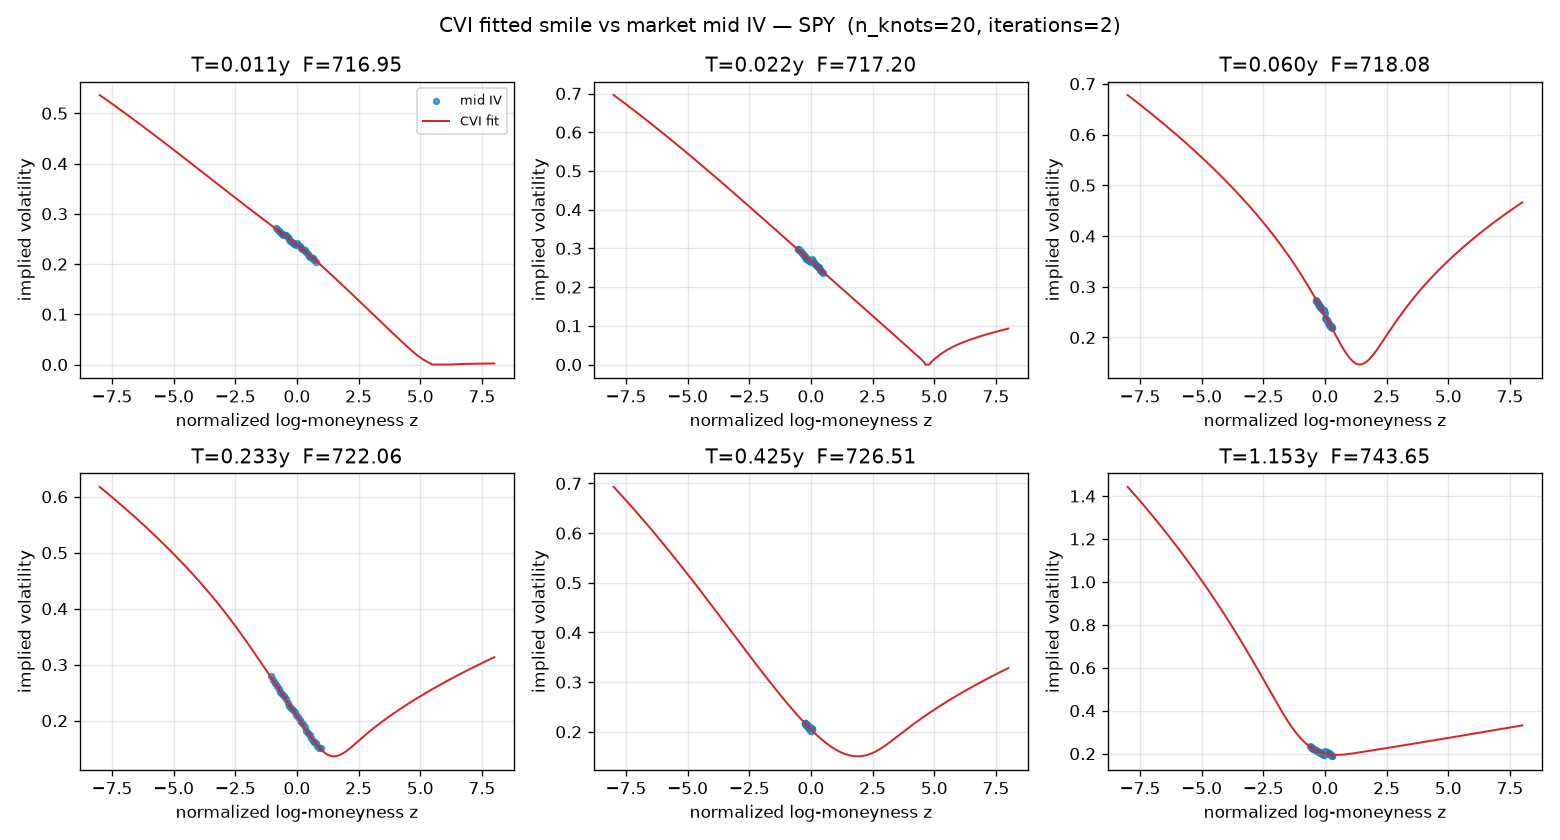 CVI fitted smile vs market mid IV — SPY  (n_knots=20, iterations=2)
T=0.011y  F=716.95
mid IV
CVI fit
implied volatility
0.5
0.4
0.3
0.2
0.1
0.0
−7.5 −5.0 −2.5 0.0 2.5 5.0 7.5
normalized log-moneyness z
T=0.022y  F=717.20
implied volatility
0.7
0.6
0.5
0.4
0.3
0.2
0.1
0.0
−7.5 −5.0 −2.5 0.0 2.5 5.0 7.5
normalized log-moneyness z
T=0.060y  F=718.08
implied volatility
0.7
0.6
0.5
0.4
0.3
0.2
−7.5 −5.0 −2.5 0.0 2.5 5.0 7.5
normalized log-moneyness z
T=0.233y  F=722.06
implied volatility
0.6
0.5
0.4
0.3
0.2
−7.5 −5.0 −2.5 0.0 2.5 5.0 7.5
normalized log-moneyness z
T=0.425y  F=726.51
implied volatility
0.7
0.6
0.5
0.4
0.3
0.2
−7.5 −5.0 −2.5 0.0 2.5 5.0 7.5
normalized log-moneyness z
T=1.153y  F=743.65
implied volatility
1.4
1.2
1.0
0.8
0.6
0.4
0.2
−7.5 −5.0 −2.5 0.0 2.5 5.0 7.5
normalized log-moneyness z